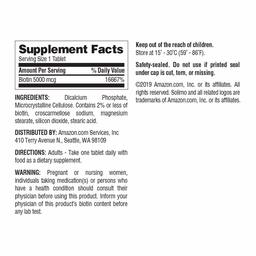 Supplement Facts
Serving Size 1 Tablet
Amount Per Serving % Daily Value
Biotin 5000 mcg 16667%
INGREDIENTS: Dicalcium Phosphate,
Microcrystalline Cellulose. Contains 2% or less of
biotin, croscarmellose sodium, magnesium
stearate, silicon dioxide, stearic acid.
DISTRIBUTED BY: Amazon.com Services, Inc
410 Terry Avenue N., Seattle, WA 98109
DIRECTIONS: Adults - Take one tablet daily with
food as a dietary supplement.
WARNING: Pregnant or nursing women,
individuals taking medication(s) or persons who
have a health condition should consult their
physician before using this product. Inform your
physician of this product's biotin content before
any lab test.
Keep out of the reach of children.
Store at 15˚ - 30˚C (59˚ - 86˚F).
Safety-sealed. Do not use if printed seal
under cap is cut, torn, or missing.
©2019 Amazon.com, Inc. or its affiliates. All
rights reserved. Solimo and all related logos are
trademarks of Amazon.com, Inc. or its affiliates.